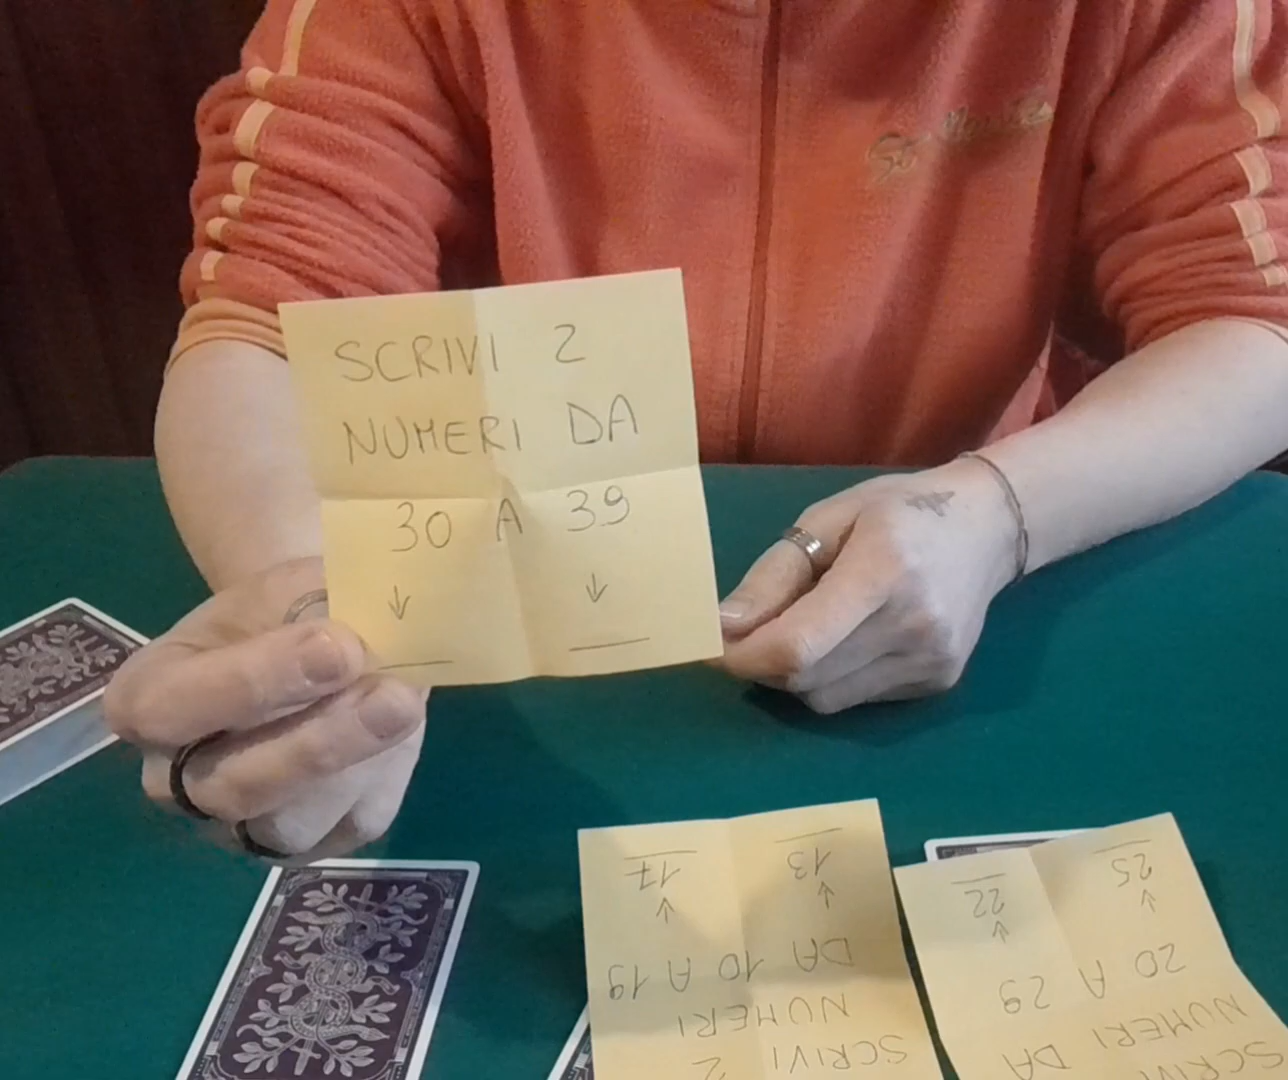 SCRIVI 2
NUMERI DA
30 A 39
SCRIVI 2
NUMERI
DA 10 A 19
13 17
SCRIVI
NUMERI DA
20 A 29
25 22